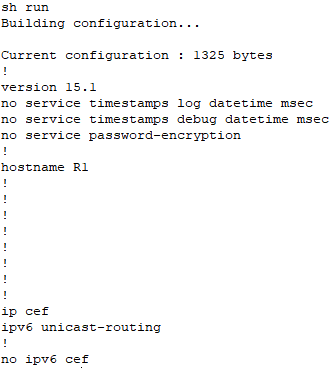 sh run
Building configuration...
Current configuration : 1325 bytes
!
version 15.1
no service timestamps log datetime msec
no service timestamps debug datetime msec
no service password-encryption
!
hostname R1
!
!
!
!
!
!
!
!
ip cef
ipv6 unicast-routing
!
no ipv6 cef